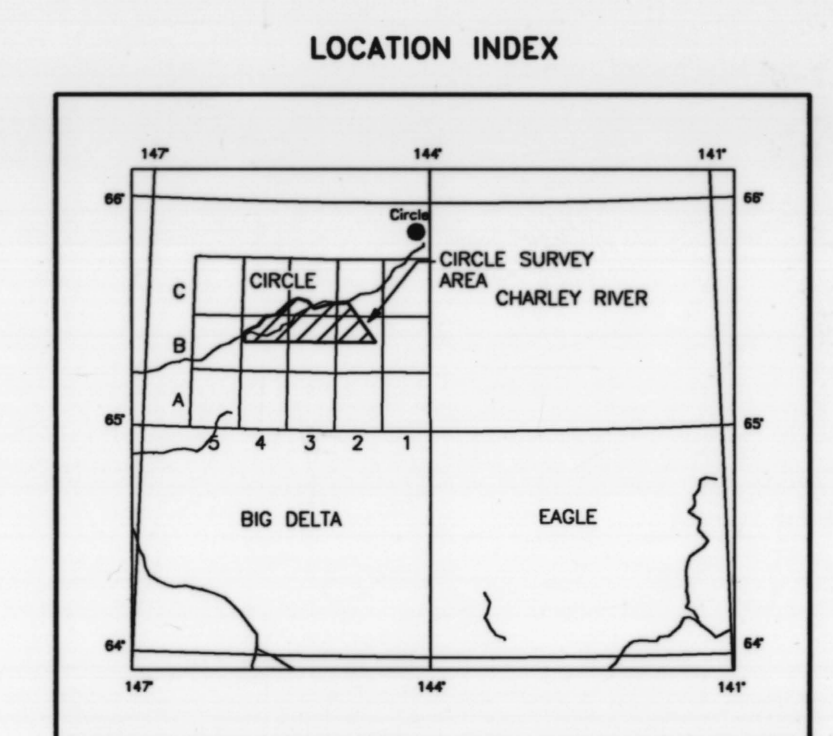 LOCATION INDEX
147° 144° 141°
66° 66°
Circle
CIRCLE SURVEY
AREA
CIRCLE
C
CHARLEY RIVER
B
A
65° 65°
5 4 3 2 1
BIG DELTA EAGLE
64° 64°
147° 144° 141°